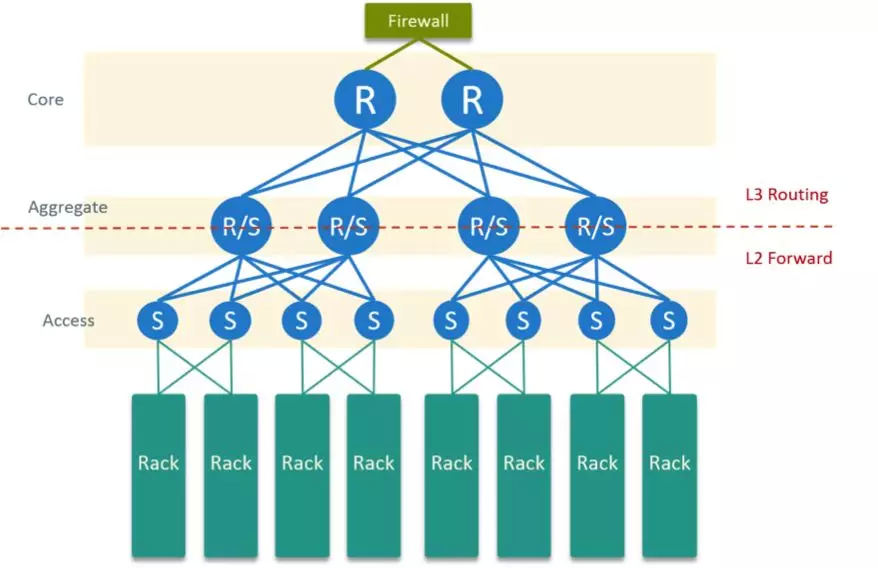 Firewall
Core
R R
Aggregate
L3 Routing
R/S R/S R/S R/S
L2 Forward
Access
S S S S S S S S
Rack Rack Rack Rack Rack Rack Rack Rack